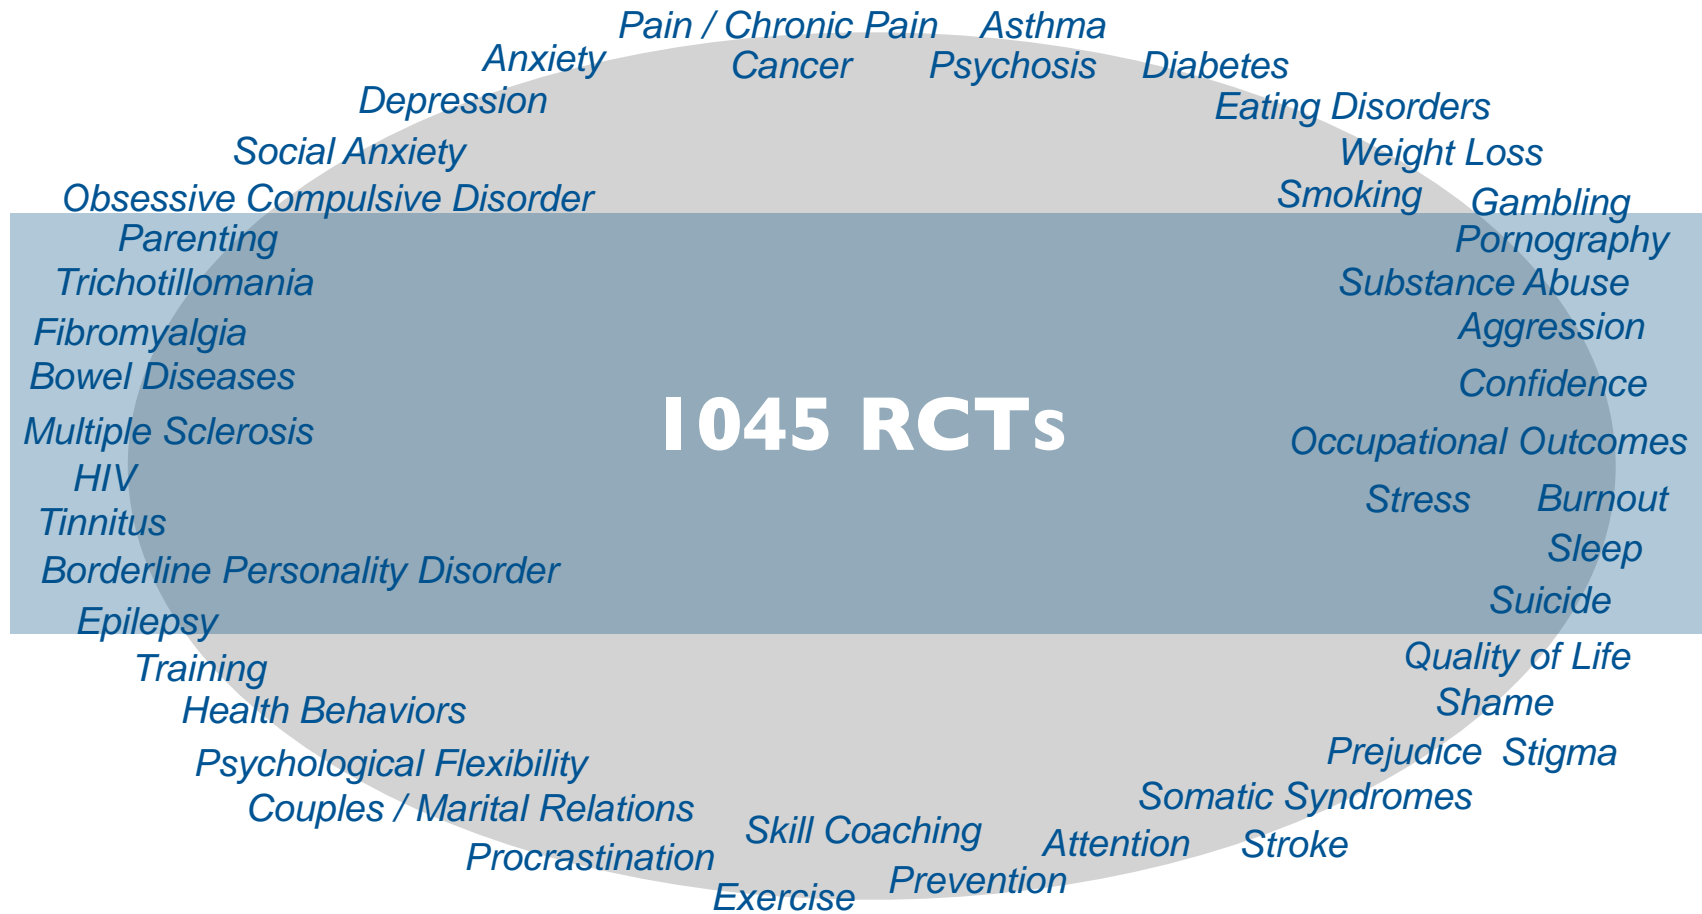 Pain / Chronic Pain
Asthma
Anxiety
Cancer
Psychosis
Diabetes
Depression
Eating Disorders
Social Anxiety
Weight Loss
Obsessive Compulsive Disorder
Smoking
Gambling
Parenting
Pornography
Trichotillomania
Substance Abuse
Fibromyalgia
Aggression
Bowel Diseases
Confidence
1045 RCTs
Multiple Sclerosis
Occupational Outcomes
HIV
Stress
Burnout
Tinnitus
Sleep
Borderline Personality Disorder
Suicide
Epilepsy
Quality of Life
Training
Shame
Health Behaviors
Prejudice
Stigma
Psychological Flexibility
Somatic Syndromes
Couples / Marital Relations
Skill Coaching
Attention
Stroke
Procrastination
Prevention
Exercise